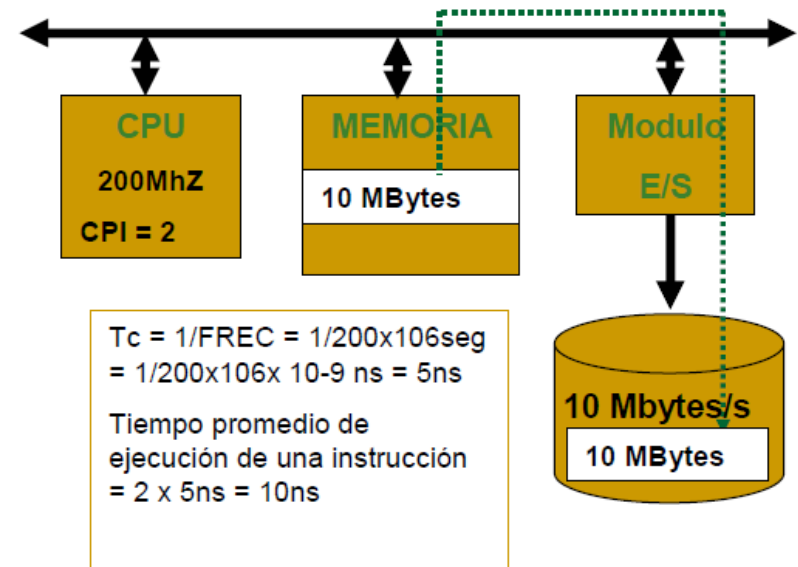 CPU
200MhZ
CPI = 2
MEMORIA
10 MBytes
Modulo
E/S
Tc = 1/FREC = 1/200x106seg
= 1/200x106x 10-9 ns = 5ns
Tiempo promedio de
ejecución de una instrucción
= 2 x 5ns = 10ns
10 Mbytes/s
10 MBytes